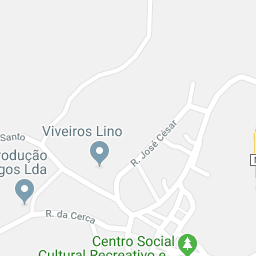 Viveiros Lino
Santo
R. José César
rodução
gos Lda
R. da Cerca
Centro Social
Cultural Recreativo e